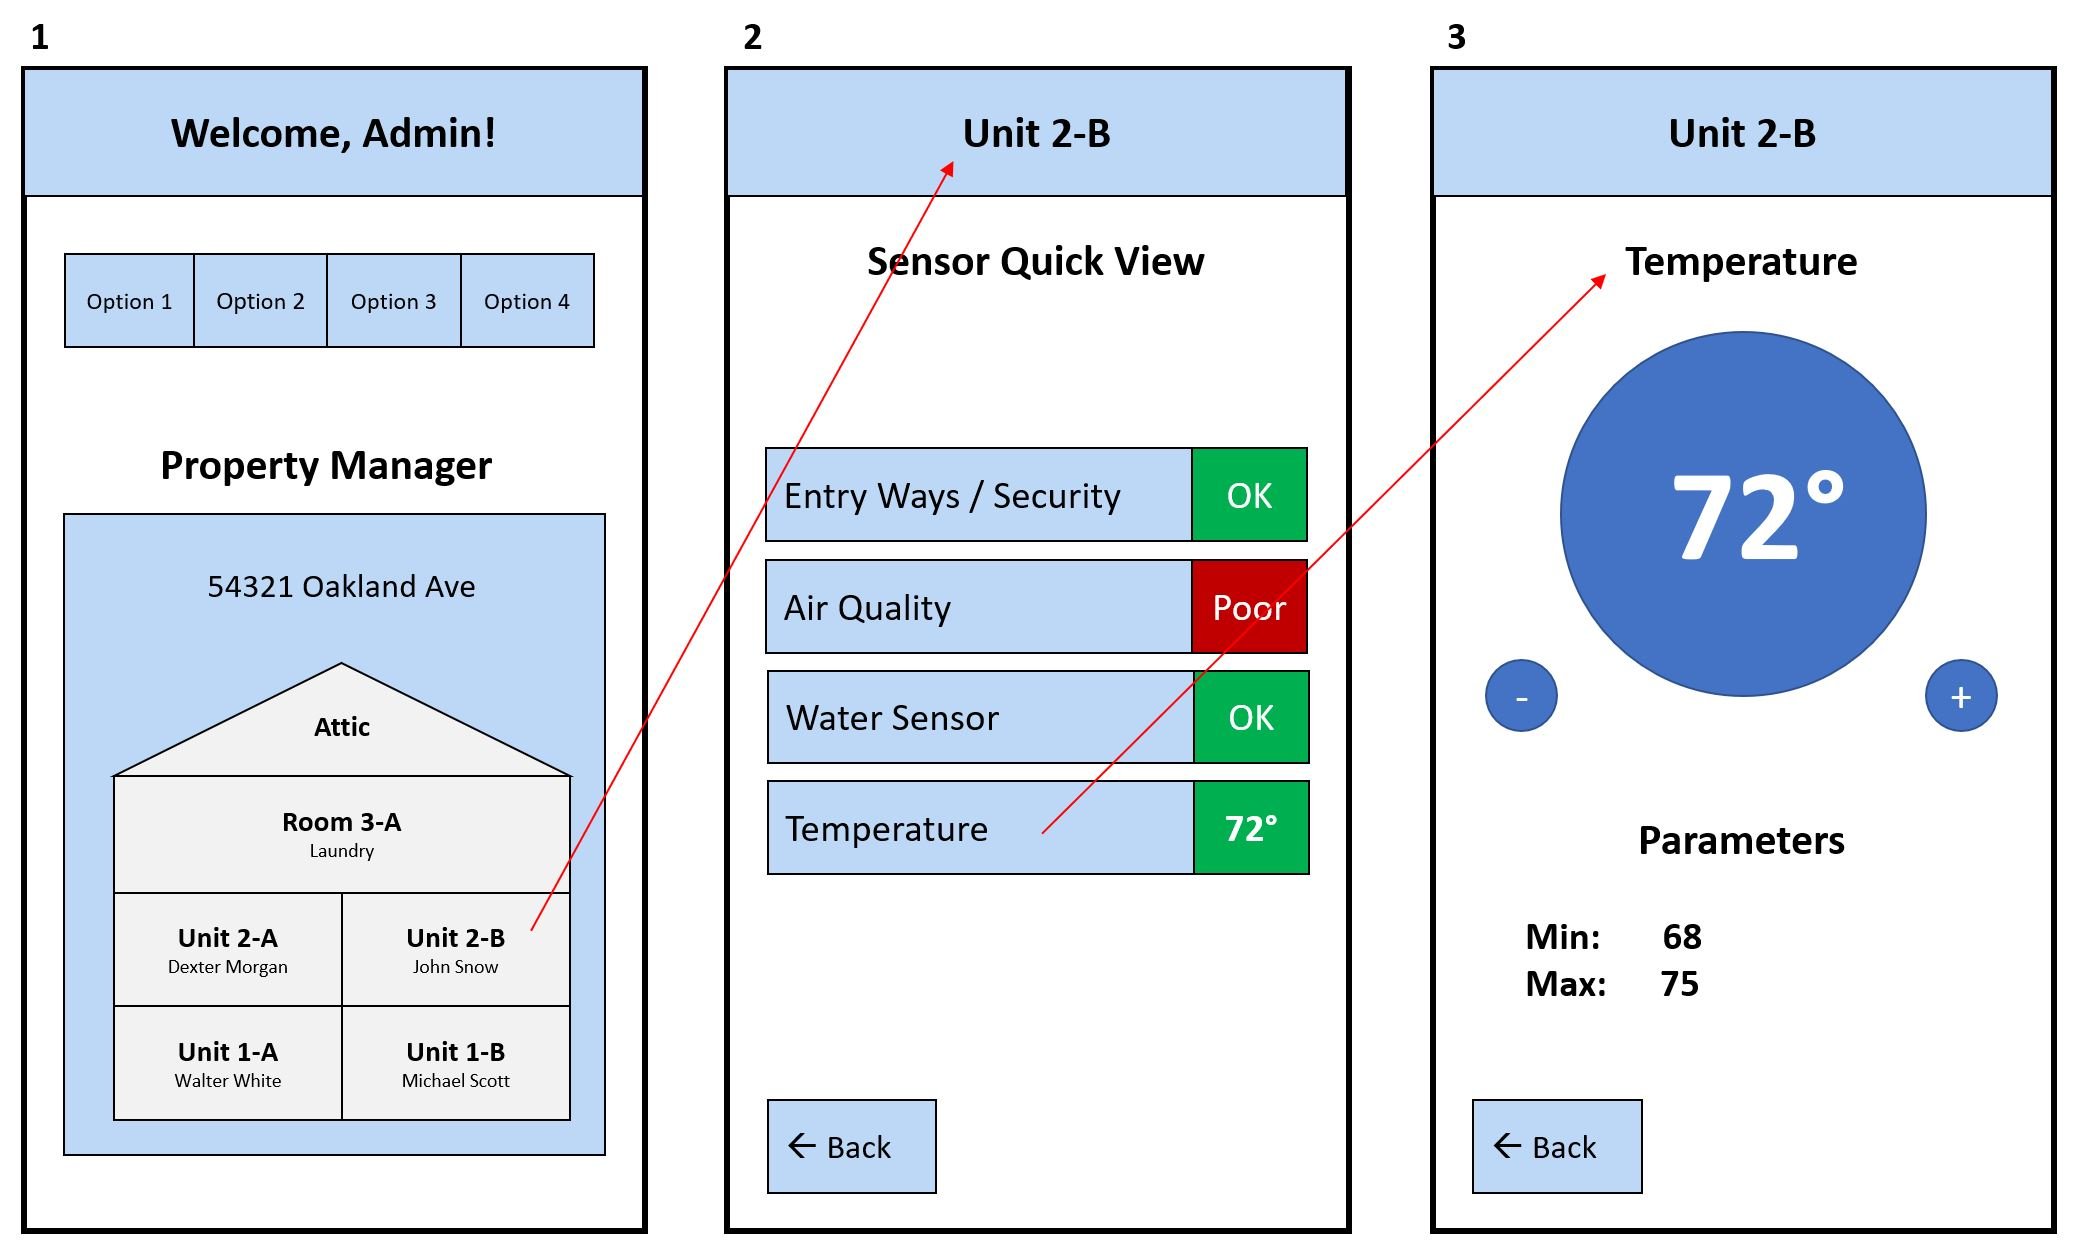 1
Welcome, Admin!
Option 1 Option 2 Option 3 Option 4
Property Manager
54321 Oakland Ave
Attic
Room 3-A
Laundry
Unit 2-A
Dexter Morgan
Unit 2-B
John Snow
Unit 1-A
Walter White
Unit 1-B
Michael Scott
2
Unit 2-B
Sensor Quick View
Entry Ways / Security OK
Air Quality Poor
Water Sensor OK
Temperature 72°
← Back
3
Unit 2-B
Temperature
72°
- +
Parameters
Min: 68
Max: 75
← Back